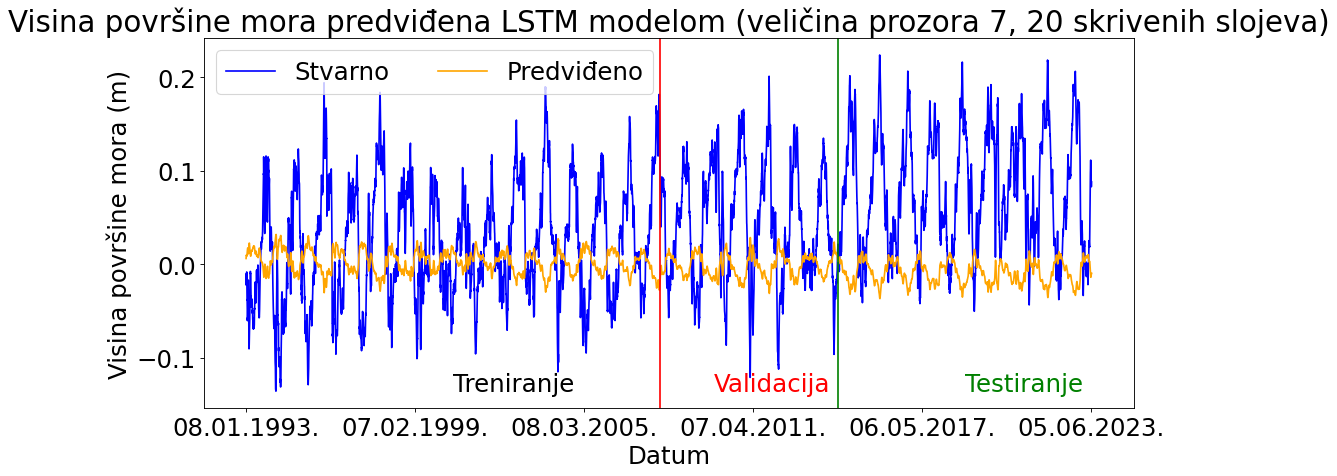 Visina površine mora predviđena LSTM modelom (veličina prozora 7, 20 skrivenih slojeva)
Stvarno
Predviđeno
Visina površine mora (m)
0.2
0.1
0.0
−0.1
Treniranje
Validacija
Testiranje
08.01.1993.
07.02.1999.
08.03.2005.
07.04.2011.
06.05.2017.
05.06.2023.
Datum